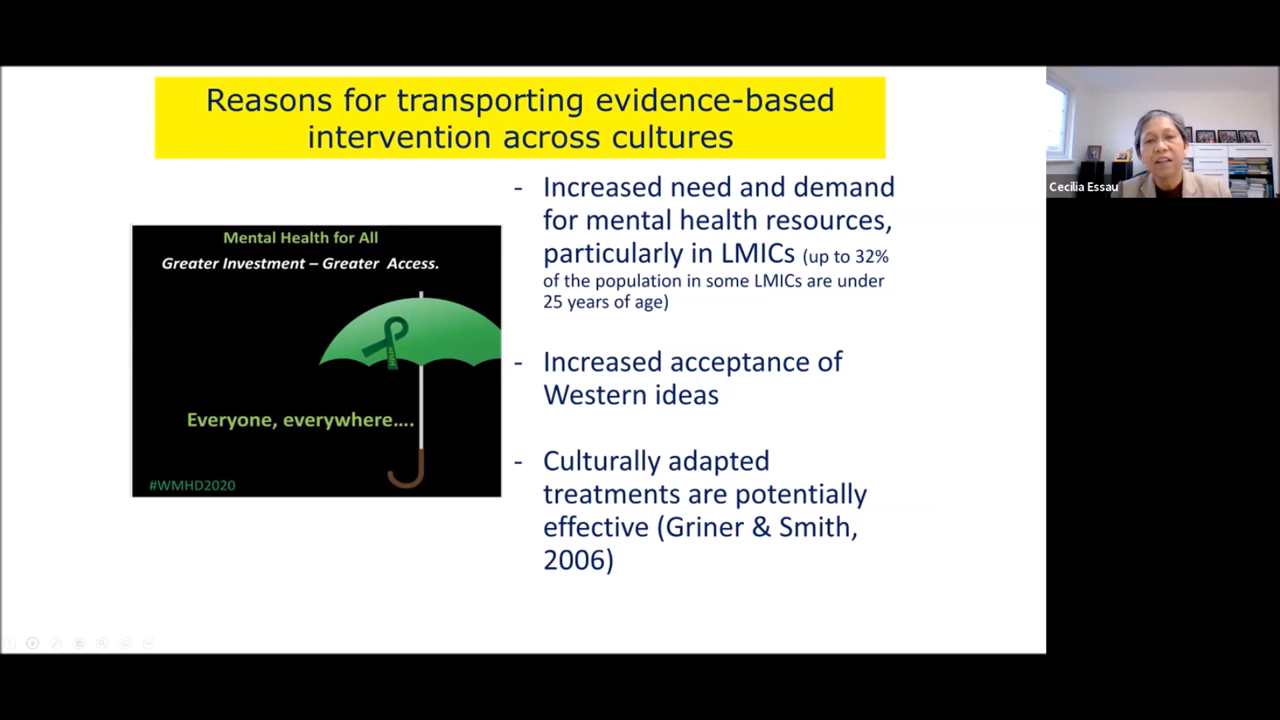 Reasons for transporting evidence-based
intervention across cultures
Mental Health for All
Greater Investment – Greater Access.
Everyone, everywhere....
#WMHD2020
- Increased need and demand
for mental health resources,
particularly in LMICs (up to 32%
of the population in some LMICs are under
25 years of age)
- Increased acceptance of
Western ideas
- Culturally adapted
treatments are potentially
effective (Griner & Smith,
2006)
Cecilia Essau